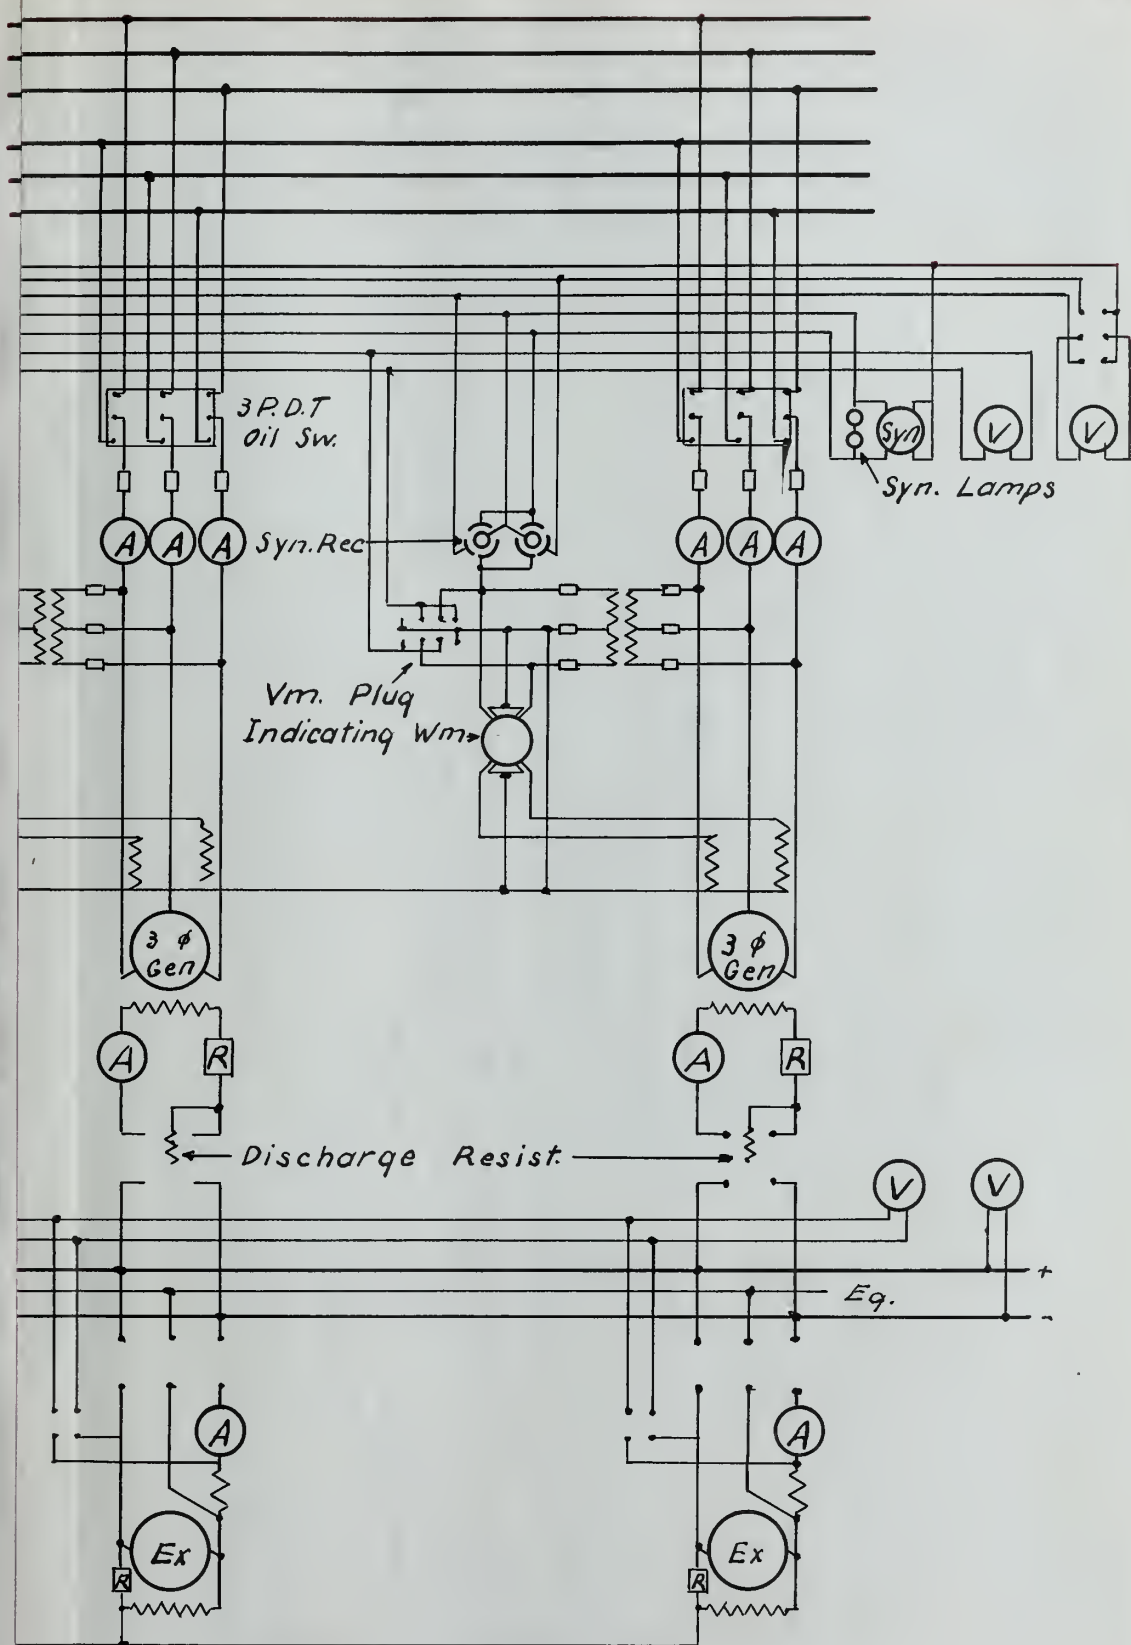 3 P.D.T
Oil Sw.
Syn
V
V
Syn. Lamps
A A A
Syn. Rec
A A A
Vm. Plug
Indicating Wm
3 ϕ
Gen
3 ϕ
Gen
A
R
A
R
Discharge Resist.
V
V
+
Eq.
-
A
A
Ex
Ex
R
R